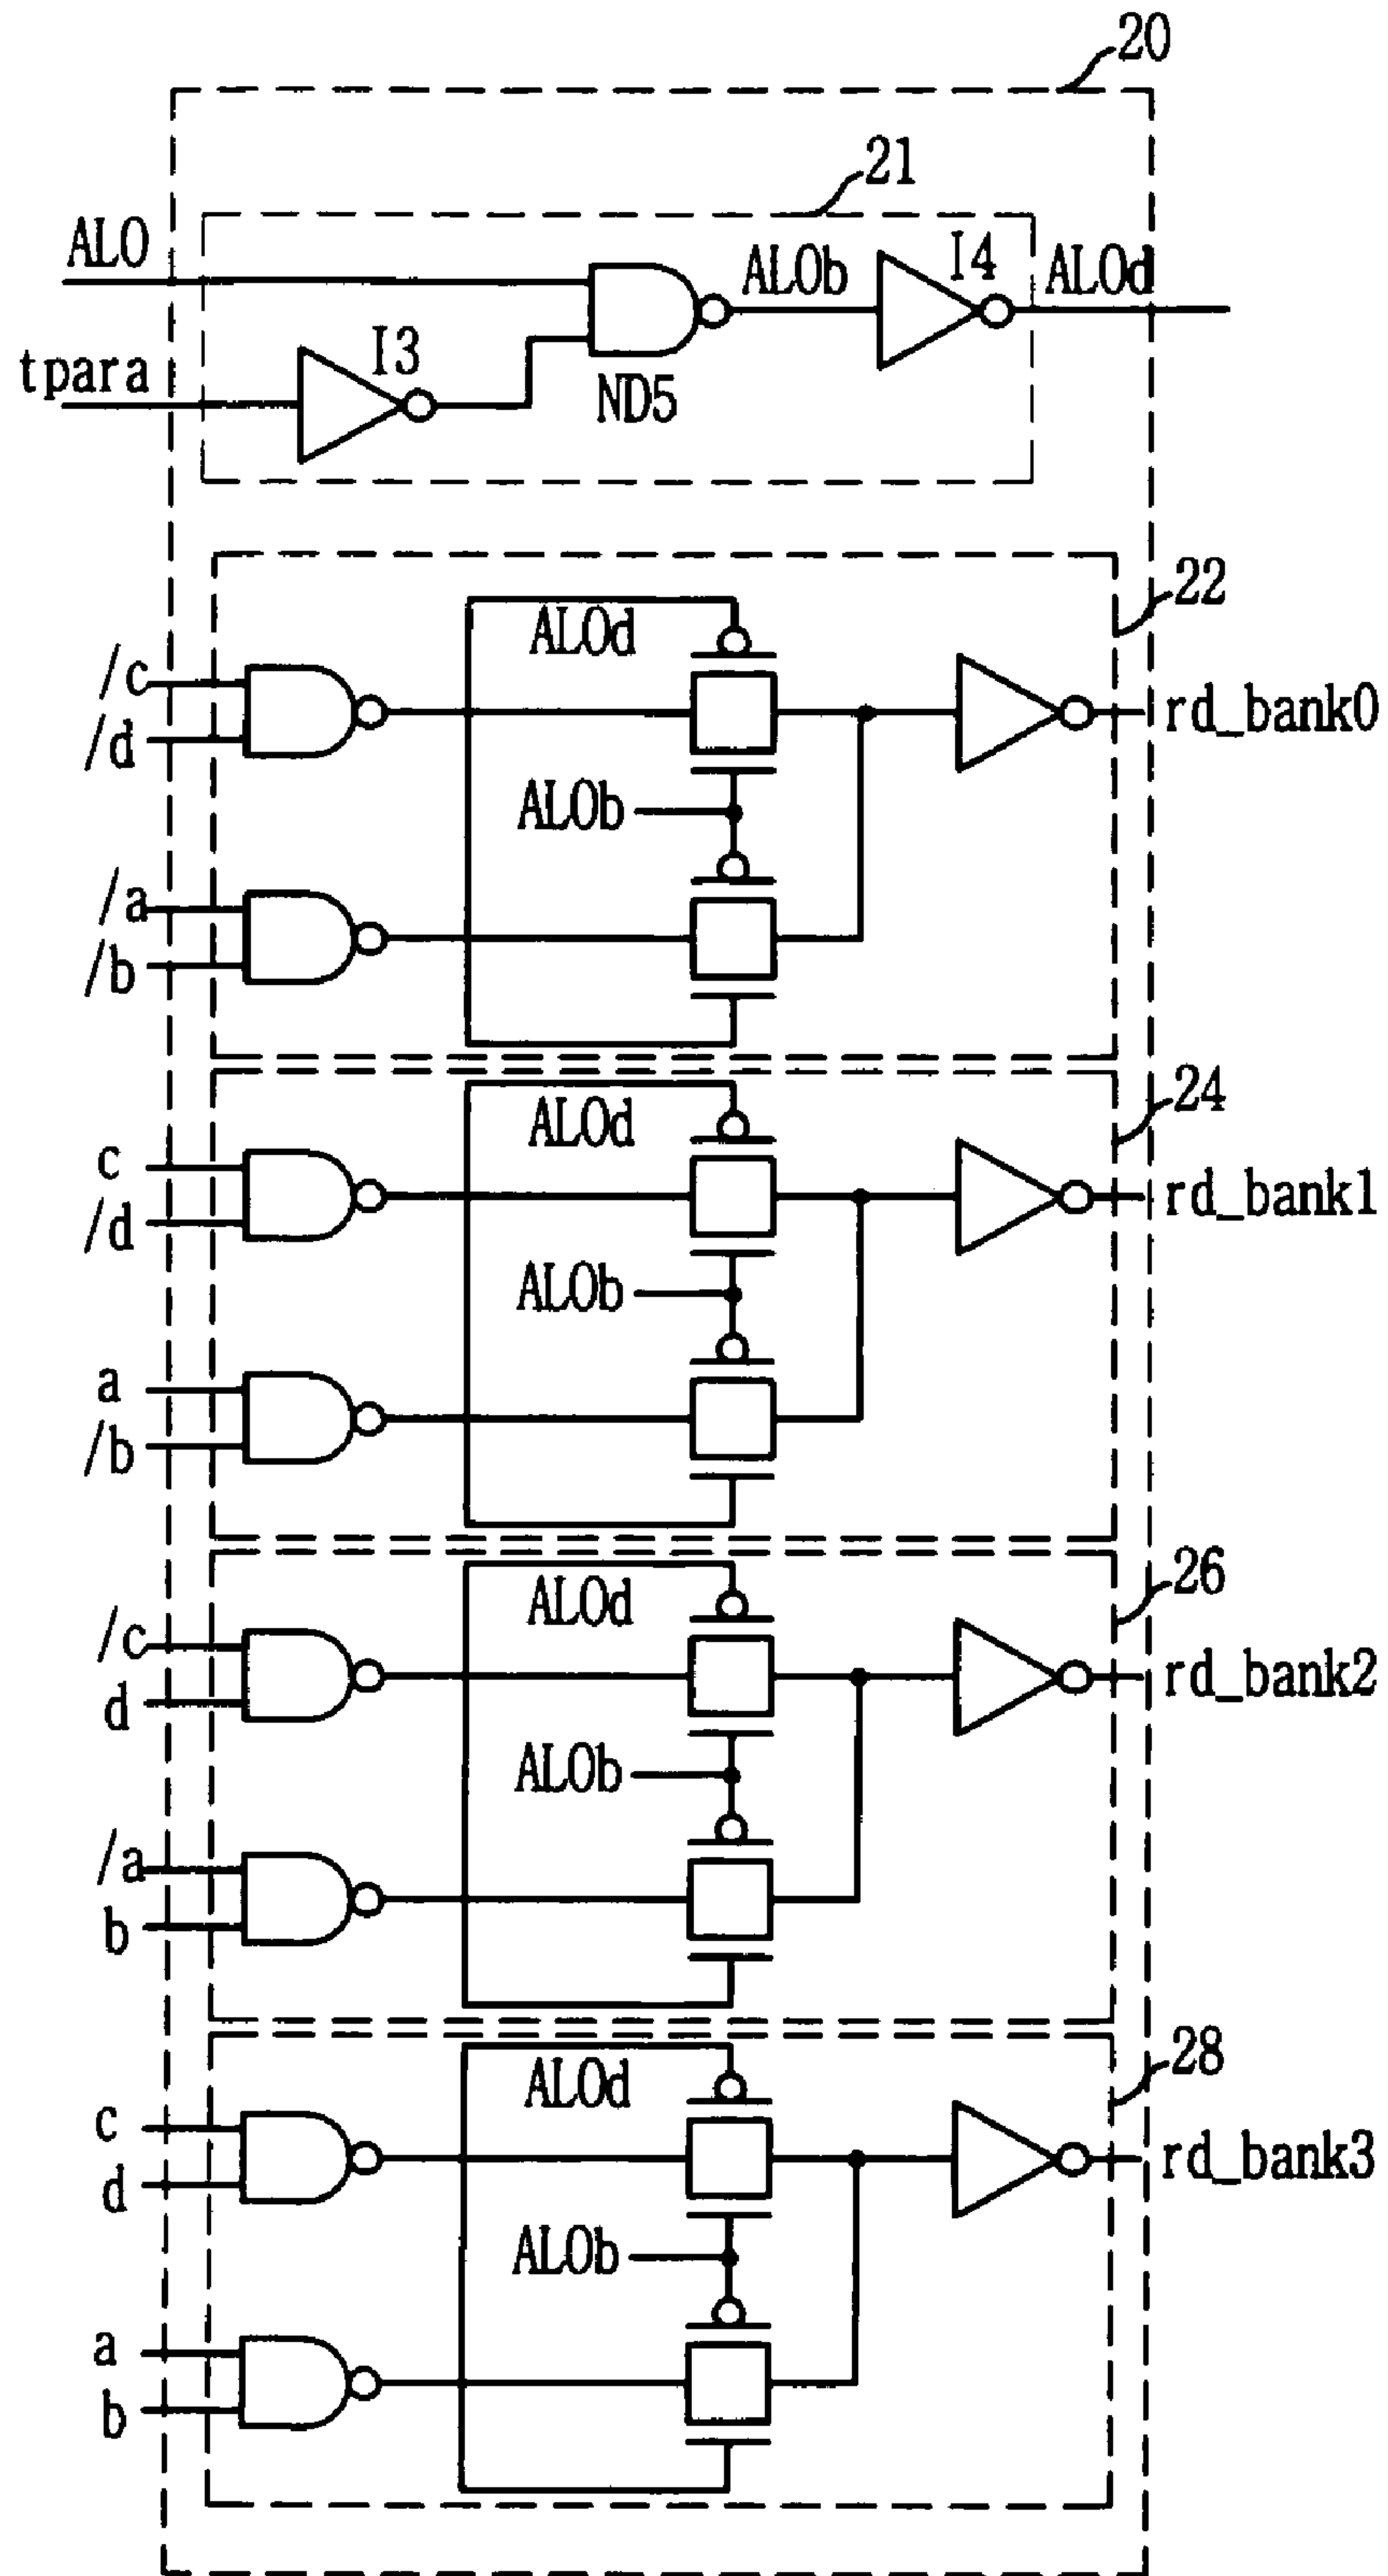 20
21
ALO
I4
ALOb
ALOd
I3
tpara
ND5
22
ALOd
/c
/d
rd_bank0
ALOb
/a
/b
24
ALOd
c
/d
rd_bank1
ALOb
a
/b
26
ALOd
/c
d
rd_bank2
ALOb
/a
b
28
ALOd
c
d
rd_bank3
ALOb
a
b